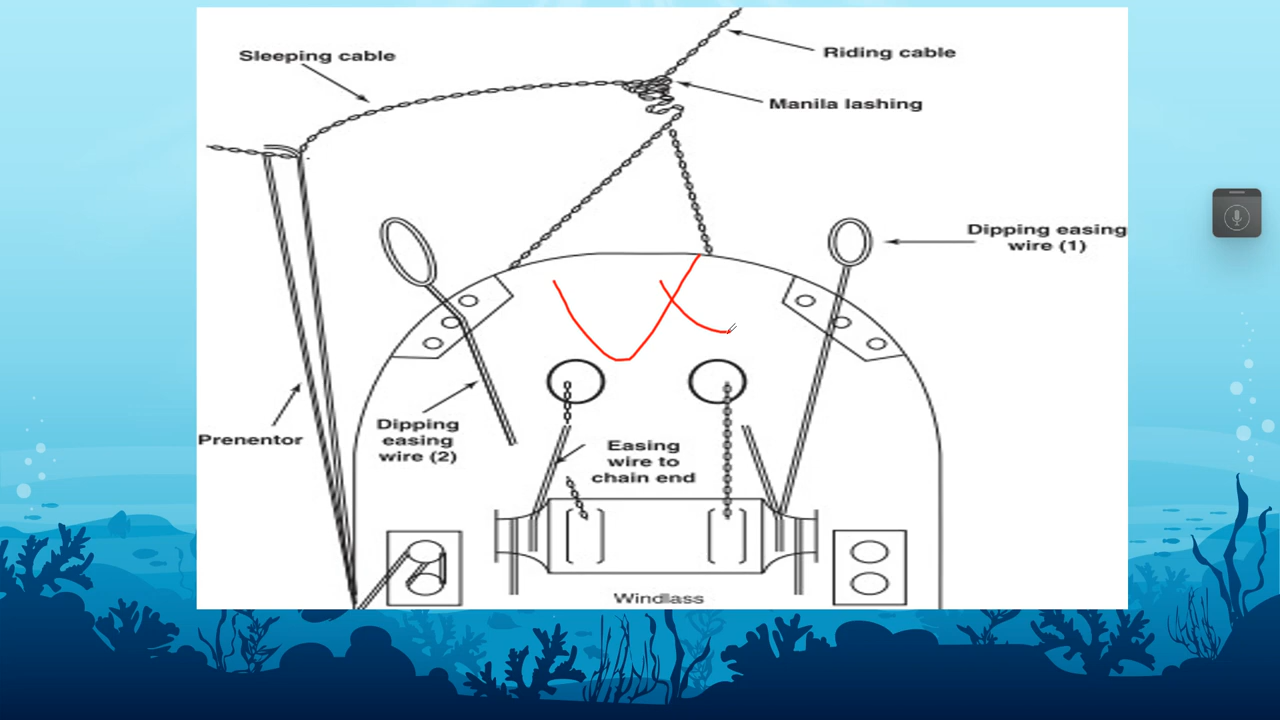 Sleeping cable
Riding cable
Manila lashing
Dipping easing
wire (1)
Prenentor
Dipping
easing
wire (2)
Easing
wire to
chain end
Windlass